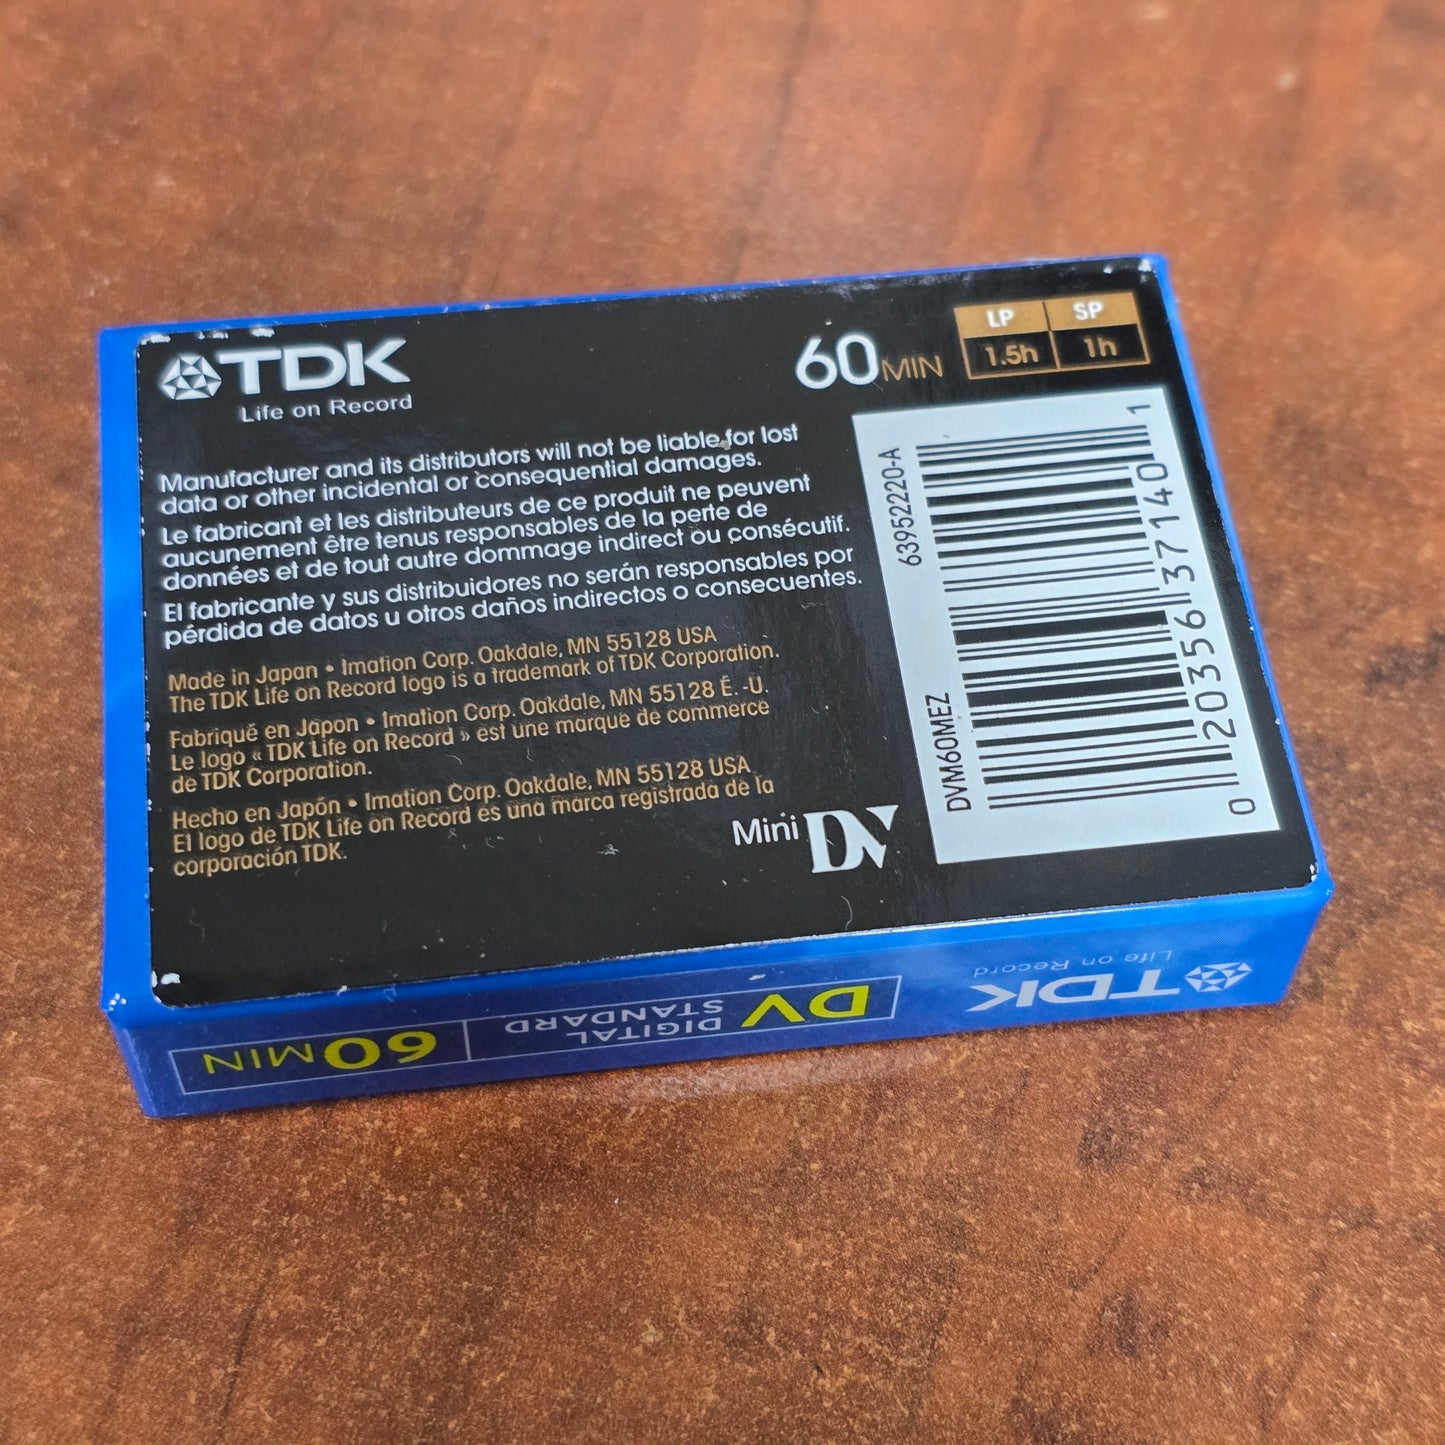 TDK
Life on Record
60MIN
LP SP
1.5h 1h
Manufacturer and its distributors will not be liable for lost
data or other incidental or consequential damages.
Le fabricant et les distributeurs de ce produit ne peuvent
aucunement être tenus responsables de la perte de
données et de tout autre dommage indirect ou consécutif.
El fabricante y sus distribuidores no serán responsables por
pérdida de datos u otros daños indirectos o consecuentes.
Made in Japan • Imation Corp. Oakdale, MN 55128 USA
The TDK Life on Record logo is a trademark of TDK Corporation.
Fabriqué en Japon • Imation Corp. Oakdale, MN 55128 É.-U.
Le logo « TDK Life on Record » est une marque de commerce
de TDK Corporation.
Hecho en Japón • Imation Corp. Oakdale, MN 55128 USA
El logo de TDK Life on Record es una marca registrada de la
corporación TDK.
Mini DV
63952220-A
DVM60MEZ
0 20356 37140 1
TDK
Life on Record
DV DIGITAL
STANDARD
60MIN